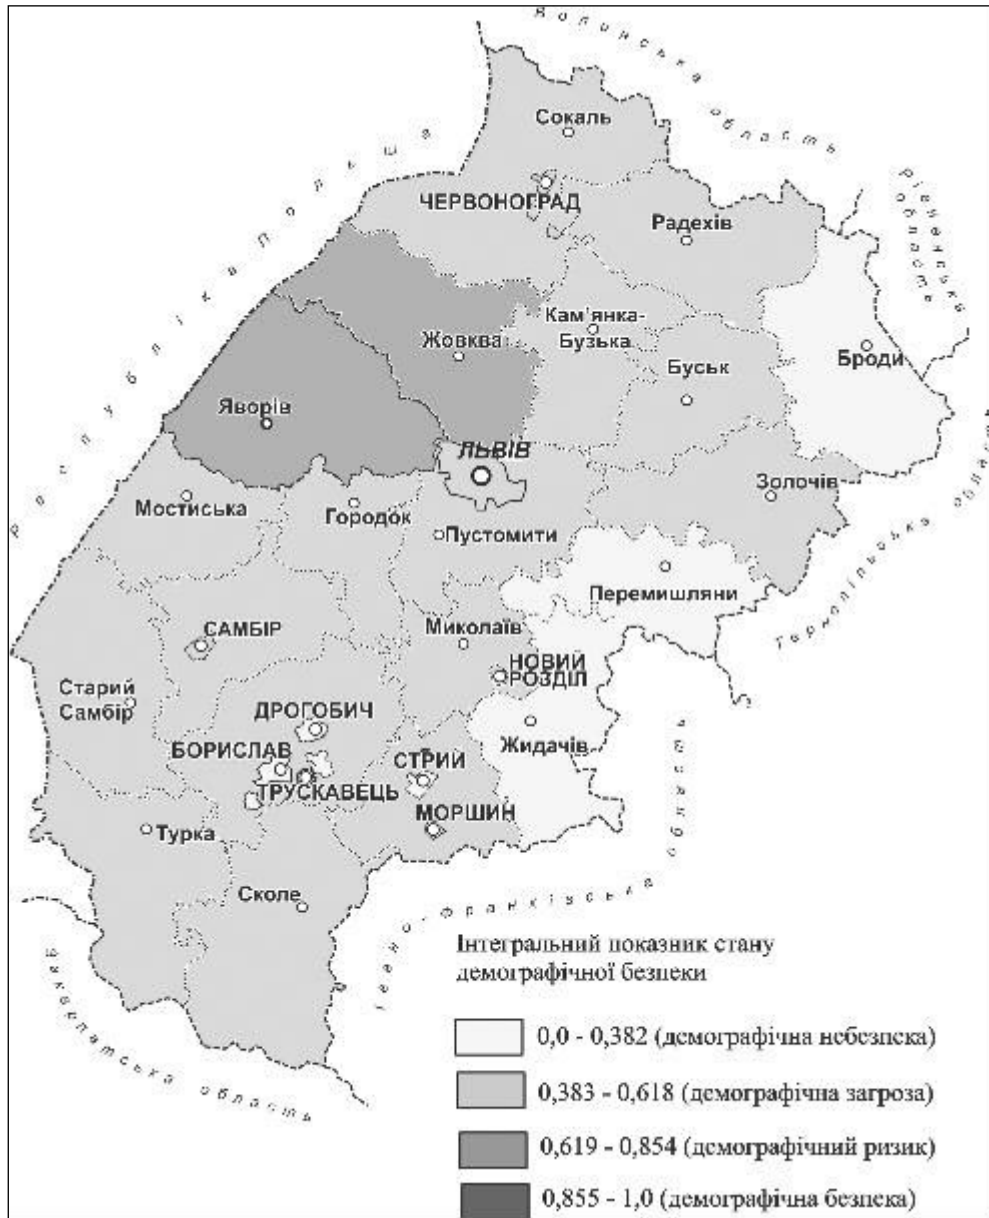 Волинська область
Республіка Польша
Рівненська
область
Сокаль
ЧЕРВОНОГРАД
Радехів
Кам'янка-
Бузька
Жовква
Броди
Буськ
Яворів
ЛЬВІВ
Золочів
Мостиська
Городок
Пустомити
Тернопільська область
Перемишляни
САМБІР
Миколаїв
НОВИЙ
РОЗДІЛ
Старий
Самбір
ДРОГОБИЧ
Жидачів
БОРИСЛАВ
СТРИЙ
ТРУСКАВЕЦЬ
МОРШИН
Турка
Сколе
Івано-Франківська область
Закарпатська область
Інтегральний показник стану
демографічної безпеки
0,0 - 0,382 (демографічна небезпека)
0,383 - 0,618 (демографічна загроза)
0,619 - 0,854 (демографічний ризик)
0,855 - 1,0 (демографічна безпека)